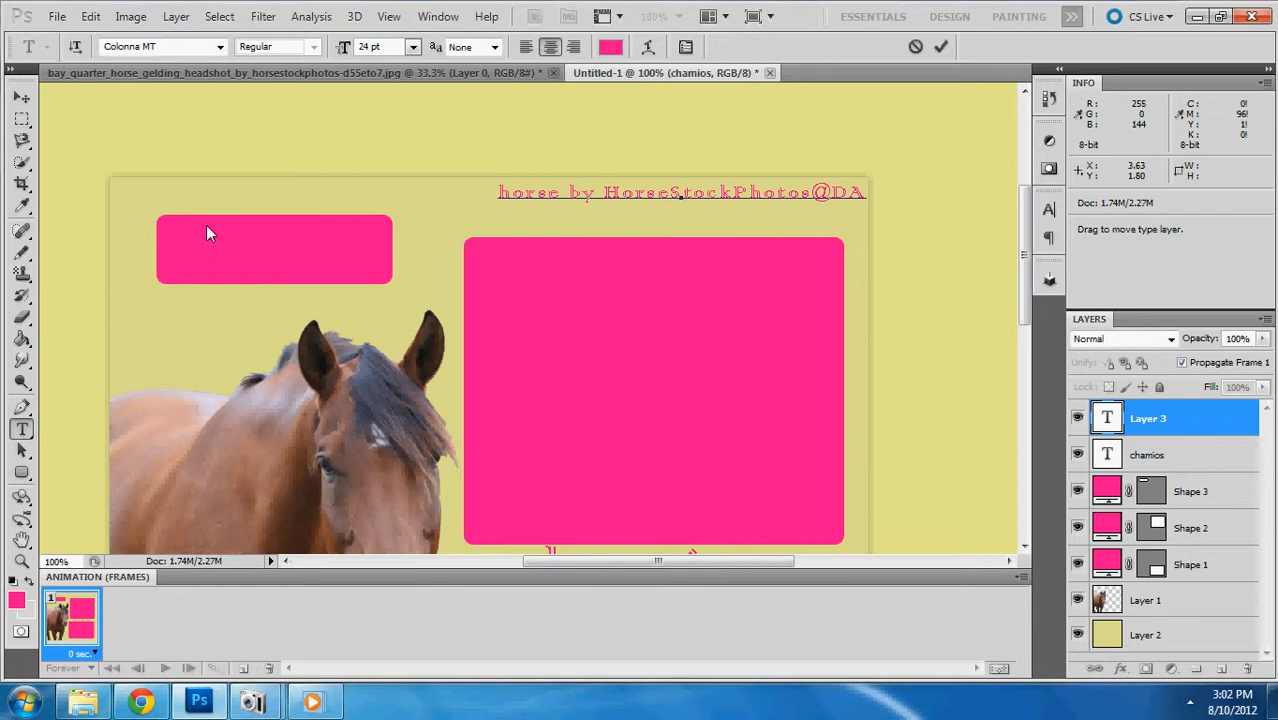 Ps File Edit Image Layer Select Filter Analysis 3D View Window Help Br Mb 100% ESSENTIALS DESIGN PAINTING CS Live
T Colonna MT Regular 24 pt aa None
bay_quarter_horse_gelding_headshot_by_horsestockphotos-d55eto7.jpg @ 33.3% (Layer 0, RGB/8#) * Untitled-1 @ 100% (chamios, RGB/8) *
INFO
R: 255 C: 0!
G: 0 M: 96!
B: 144 Y: 1!
K: 0!
8-bit 8-bit
X: 3.63 W:
Y: 1.80 H:
Doc: 1.74M/2.27M
Drag to move type layer.
horse by HorseStockPhotos@DA
LAYERS
Normal Opacity: 100%
Unify: Propagate Frame 1
Lock: Fill: 100%
T Layer 3
T chamios
Shape 3
Shape 2
Shape 1
Layer 1
Layer 2
100% Doc: 1.74M/2.27M
ANIMATION (FRAMES)
1
0 sec.
Forever
Ps
3:02 PM
8/10/2012